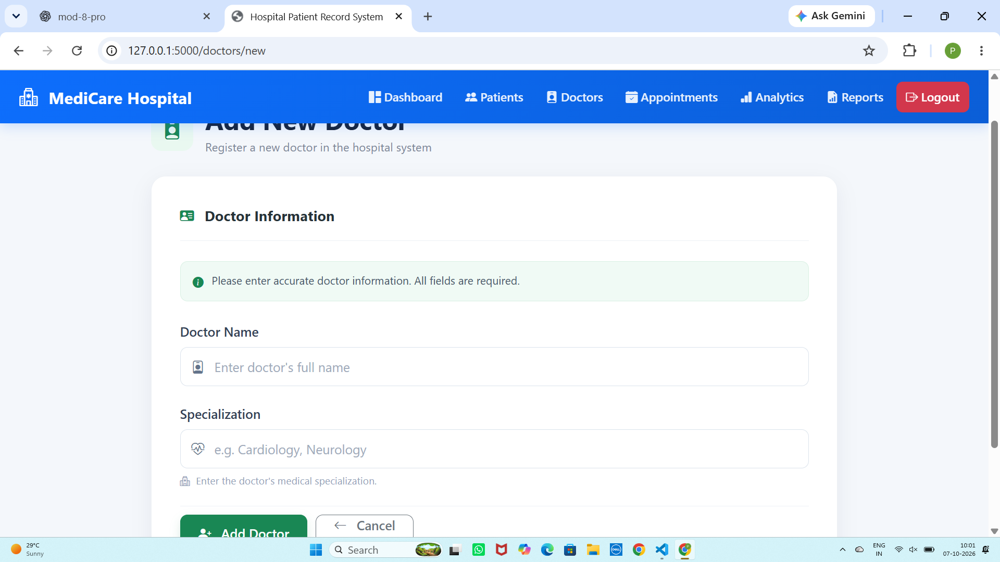 mod-8-pro
Hospital Patient Record System
Ask Gemini
127.0.0.1:5000/doctors/new
P
MediCare Hospital
Dashboard
Patients
Doctors
Appointments
Analytics
Reports
Logout
Add New Doctor
Register a new doctor in the hospital system
Doctor Information
Please enter accurate doctor information. All fields are required.
Doctor Name
Enter doctor's full name
Specialization
e.g. Cardiology, Neurology
Enter the doctor's medical specialization.
Add Doctor
Cancel
29°C
Sunny
Search
DELL
P
ENG
IN
10:01
07-10-2026